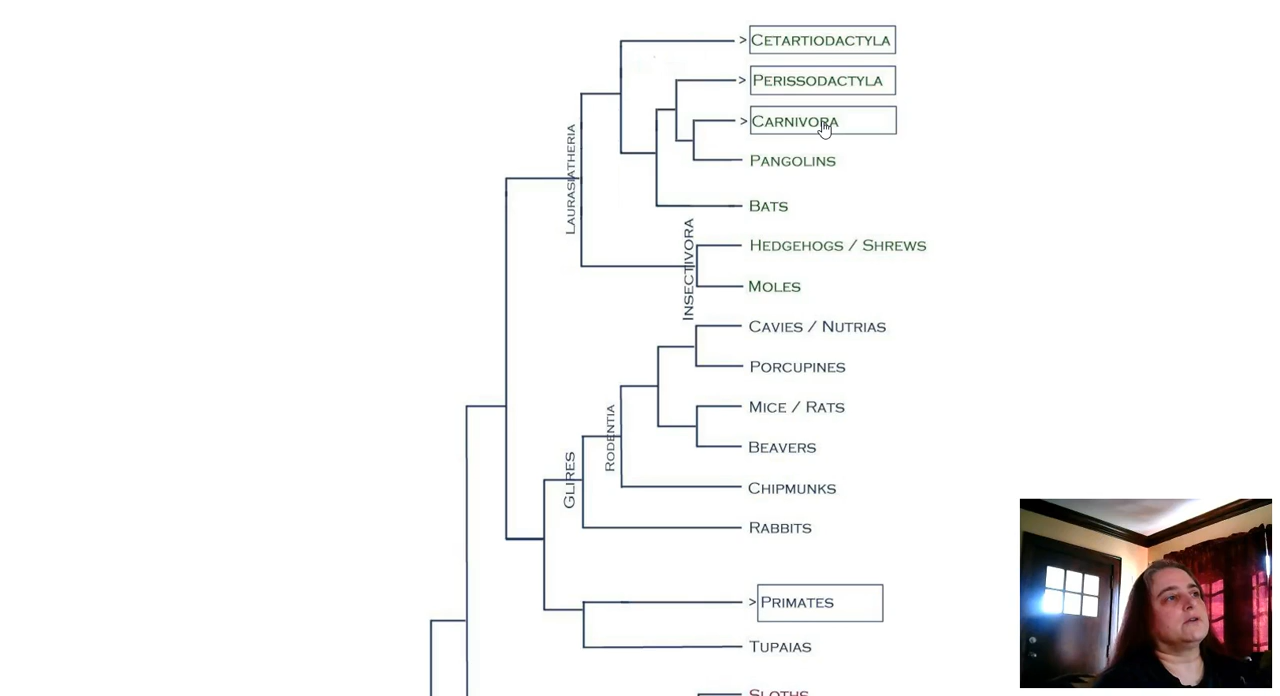 > CETARTIODACTYLA
> PERISSODACTYLA
> CARNIVORA
PANGOLINS
BATS
LAURASIATHERIA
HEDGEHOGS / SHREWS
MOLES
INSECTIVORA
CAVIES / NUTRIAS
PORCUPINES
MICE / RATS
BEAVERS
CHIPMUNKS
RODENTIA
RABBITS
GLIRES
> PRIMATES
TUPAIAS
SLOTHS